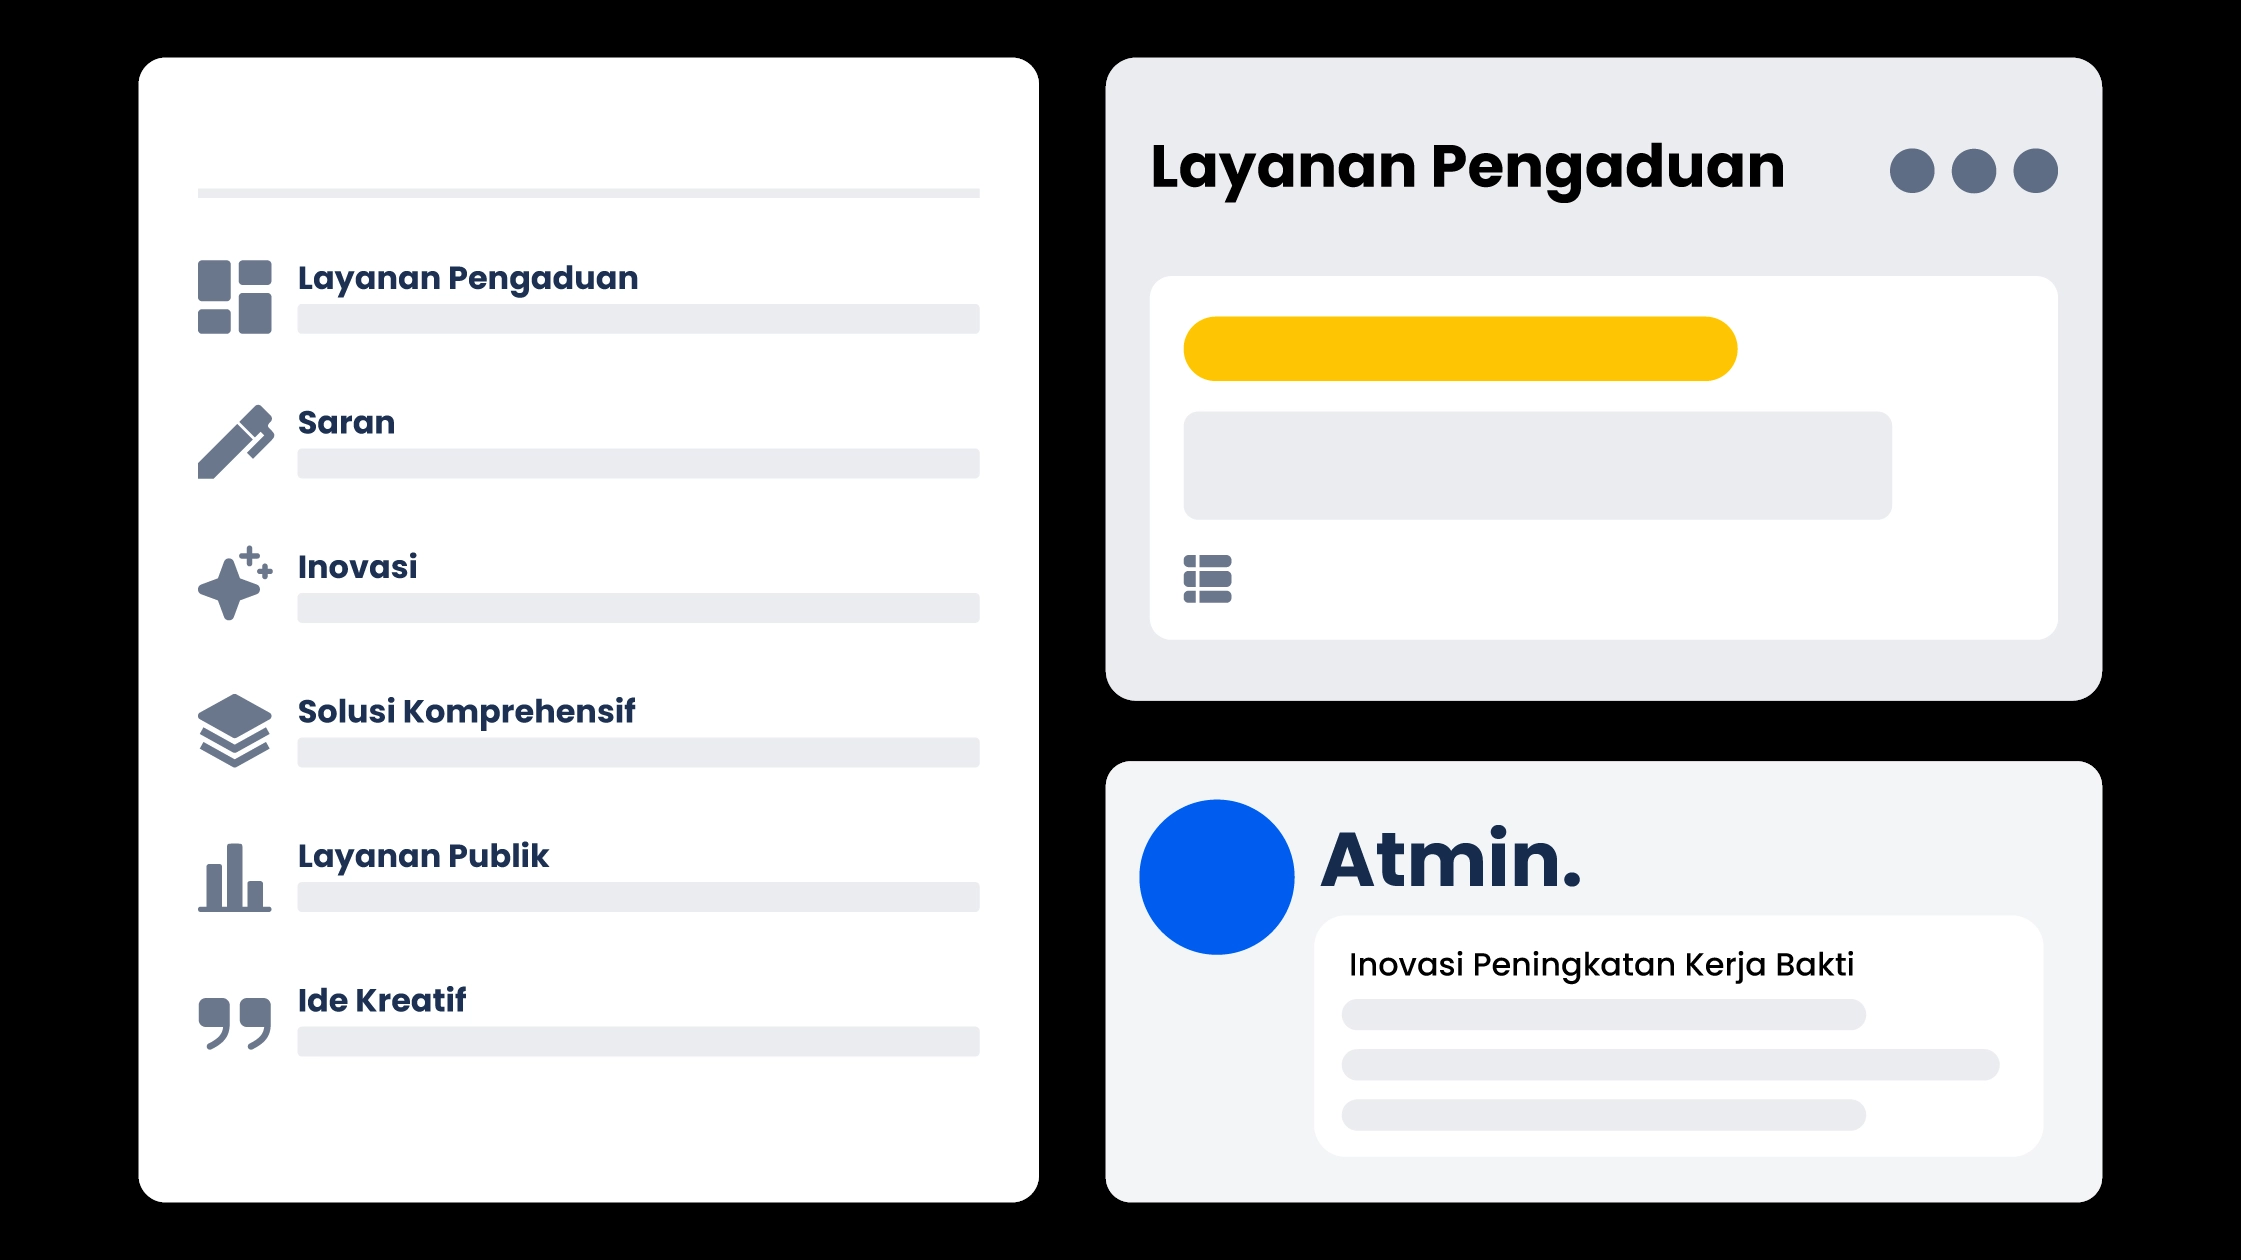 Layanan Pengaduan
Saran
Inovasi
Solusi Komprehensif
Layanan Publik
Ide Kreatif
Layanan Pengaduan
Atmin.
Inovasi Peningkatan Kerja Bakti